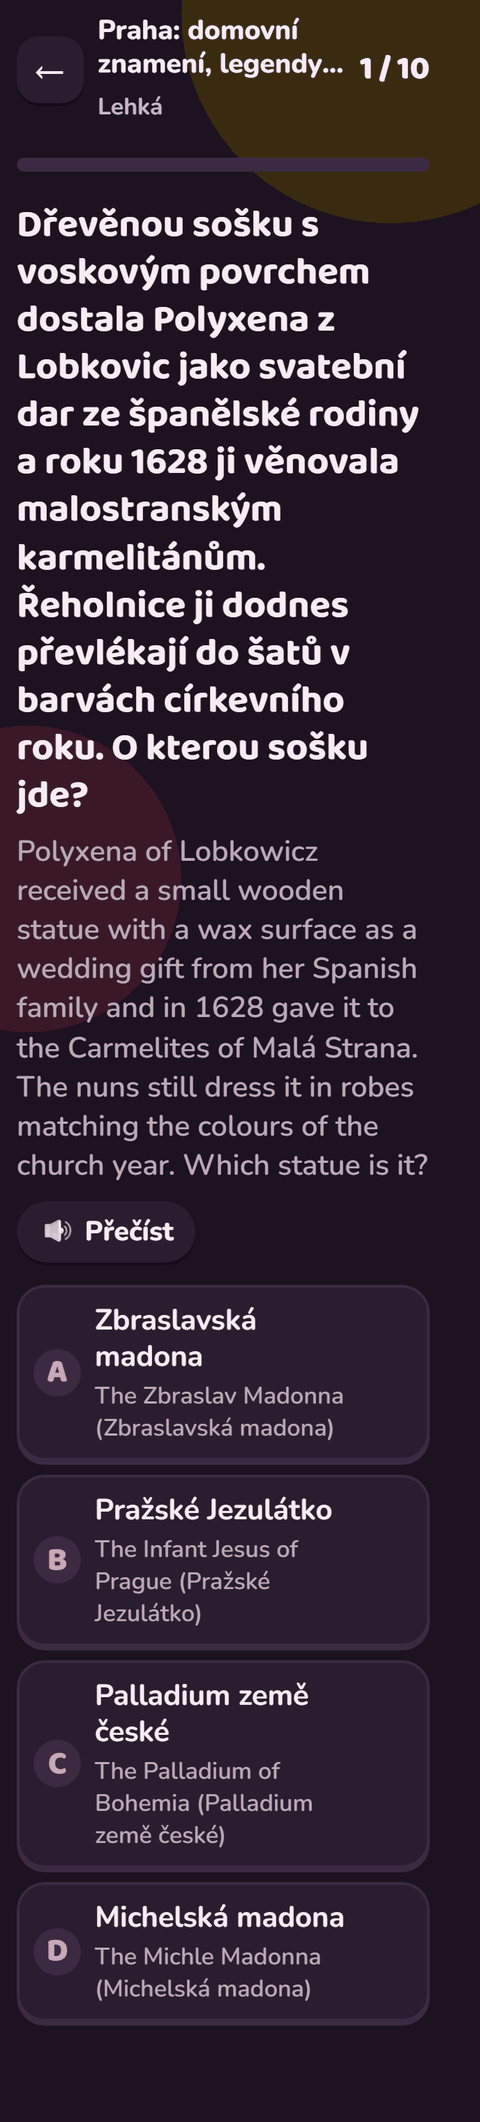 ←
Praha: domovní
znamení, legendy...
1 / 10
Lehká
Dřevěnou sošku s
voskovým povrchem
dostala Polyxena z
Lobkovic jako svatební
dar ze španělské rodiny
a roku 1628 ji věnovala
malostranským
karmelitánům.
Řeholnice ji dodnes
převlékají do šatů v
barvách církevního
roku. O kterou sošku
jde?
Polyxena of Lobkowicz
received a small wooden
statue with a wax surface as a
wedding gift from her Spanish
family and in 1628 gave it to
the Carmelites of Malá Strana.
The nuns still dress it in robes
matching the colours of the
church year. Which statue is it?
Přečíst
A
Zbraslavská
madona
The Zbraslav Madonna
(Zbraslavská madona)
B
Pražské Jezulátko
The Infant Jesus of
Prague (Pražské
Jezulátko)
C
Palladium země
české
The Palladium of
Bohemia (Palladium
země české)
D
Michelská madona
The Michle Madonna
(Michelská madona)